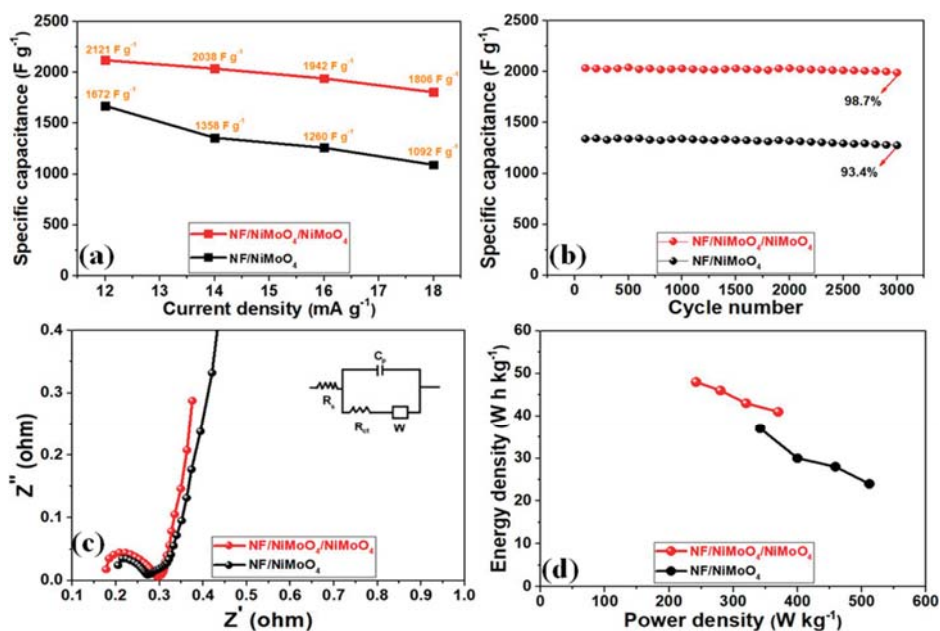 2500
2000
1500
1000
500
0
Specific capacitance (F g⁻¹)
2121 F g⁻¹
2038 F g⁻¹
1942 F g⁻¹
1806 F g⁻¹
1672 F g⁻¹
1358 F g⁻¹
1260 F g⁻¹
1092 F g⁻¹
NF/NiMoO₄/NiMoO₄
NF/NiMoO₄
(a)
12 13 14 15 16 17 18
Current density (mA g⁻¹)
2500
2000
1500
1000
500
0
Specific capacitance (F g⁻¹)
98.7%
93.4%
NF/NiMoO₄/NiMoO₄
NF/NiMoO₄
(b)
0 500 1000 1500 2000 2500 3000
Cycle number
0.4
0.3
0.2
0.1
0.0
Z'' (ohm)
Cₚ
Rₛ
R꜀ₜ
W
NF/NiMoO₄/NiMoO₄
NF/NiMoO₄
(c)
0.1 0.2 0.3 0.4 0.5 0.6 0.7 0.8 0.9 1.0
Z' (ohm)
60
50
40
30
20
10
0
Energy density (W h kg⁻¹)
NF/NiMoO₄/NiMoO₄
NF/NiMoO₄
(d)
0 100 200 300 400 500 600
Power density (W kg⁻¹)